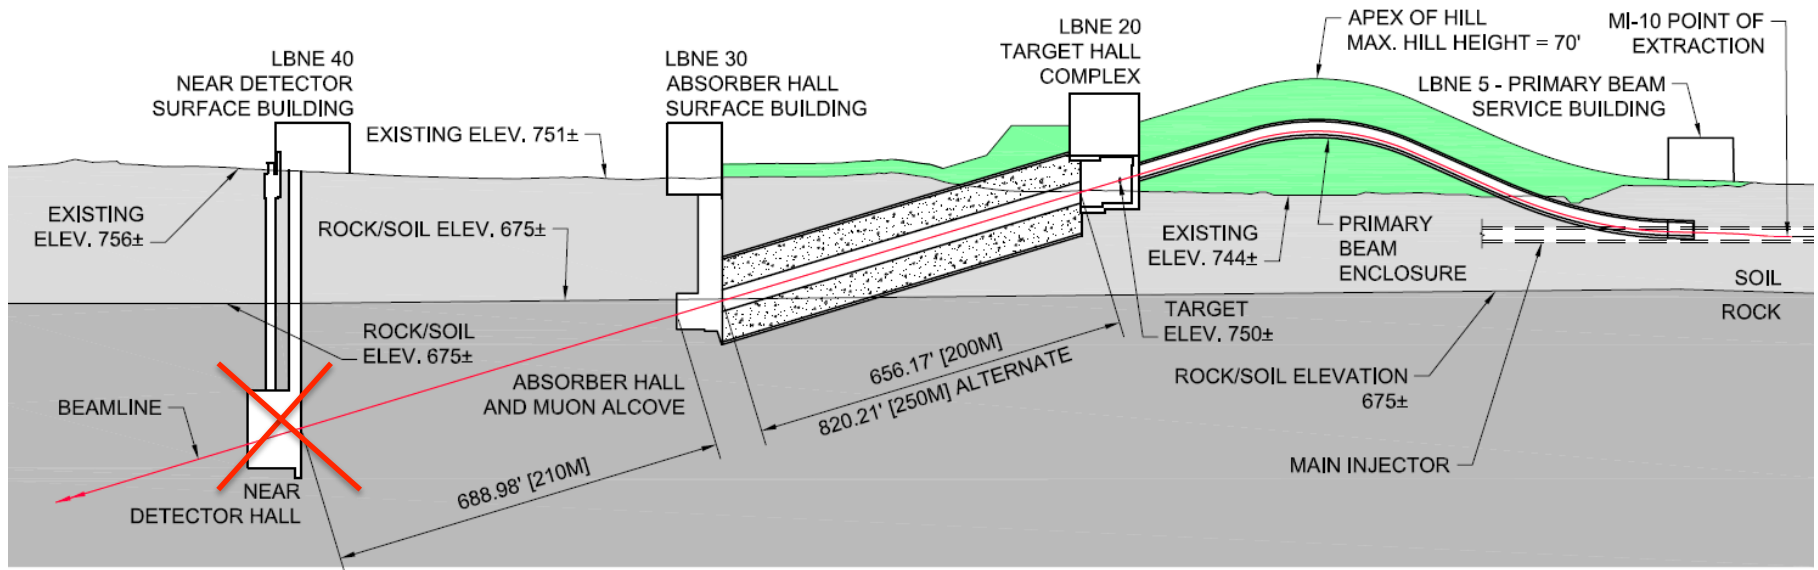 LBNE 40
NEAR DETECTOR
SURFACE BUILDING
LBNE 30
ABSORBER HALL
SURFACE BUILDING
LBNE 20
TARGET HALL
COMPLEX
APEX OF HILL
MAX. HILL HEIGHT = 70'
MI-10 POINT OF
EXTRACTION
LBNE 5 - PRIMARY BEAM
SERVICE BUILDING
EXISTING ELEV. 751±
EXISTING
ELEV. 756±
ROCK/SOIL ELEV. 675±
EXISTING
ELEV. 744±
PRIMARY
BEAM
ENCLOSURE
SOIL
ROCK
ROCK/SOIL
ELEV. 675±
TARGET
ELEV. 750±
ROCK/SOIL ELEVATION
675±
656.17' [200M]
820.21' [250M] ALTERNATE
ABSORBER HALL
AND MUON ALCOVE
BEAMLINE
688.98' [210M]
MAIN INJECTOR
NEAR
DETECTOR HALL